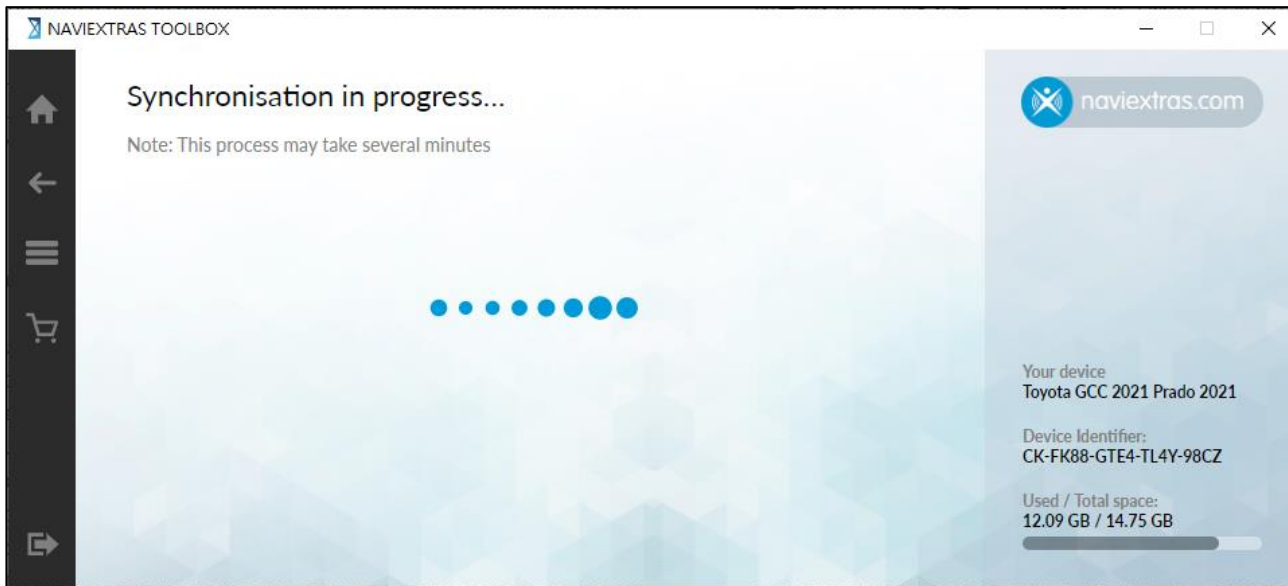 NAVIEXTRAS TOOLBOX
Synchronisation in progress...
Note: This process may take several minutes
naviextras.com
Your device
Toyota GCC 2021 Prado 2021
Device Identifier:
CK-FK88-GTE4-TL4Y-98CZ
Used / Total space:
12.09 GB / 14.75 GB